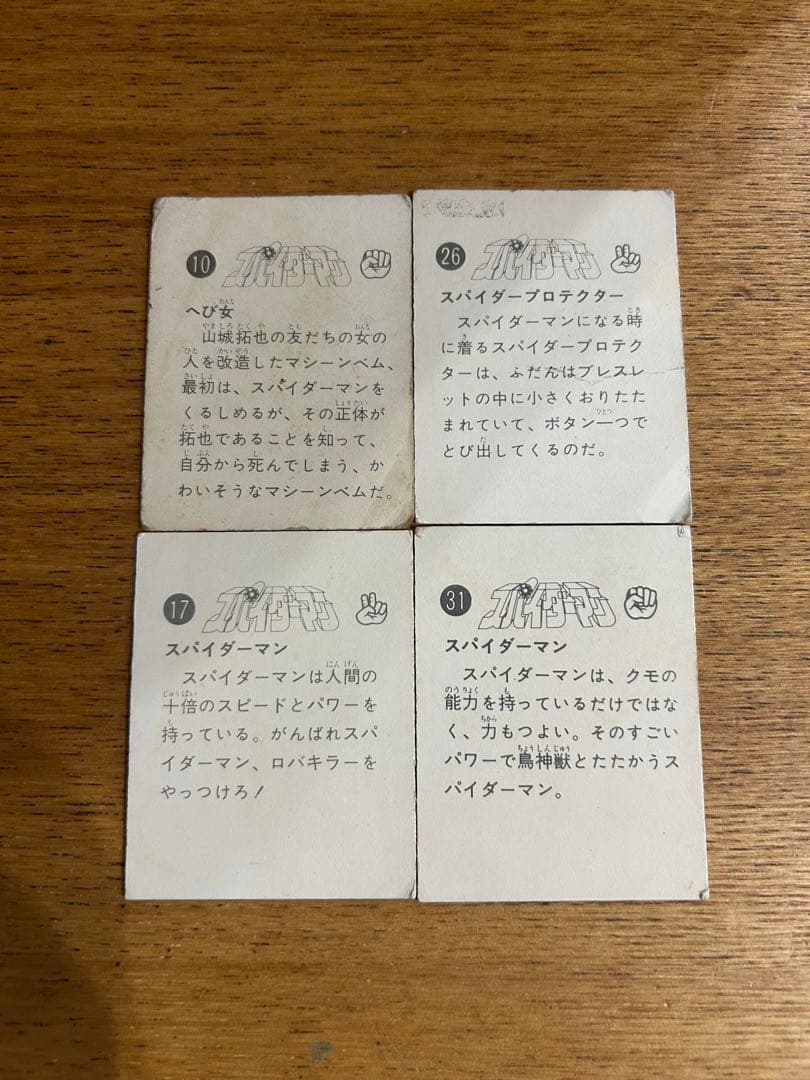 10
スパイダーマン
へび女
山城拓也の友だちの女の
人を改造したマシーンベム、
最初は、スパイダーマンを
くるしめるが、その正体が
拓也であることを知って、
自分から死んでしまう、か
わいそうなマシーンベムだ。
26
スパイダーマン
スパイダープロテクター
スパイダーマンになる時
に着るスパイダープロテク
ターは、ふだんはブレスレ
ットの中に小さくおりたた
まれていて、ボタン一つで
とび出してくるのだ。
17
スパイダーマン
スパイダーマン
スパイダーマンは人間の
十倍のスピードとパワーを
持っている。がんばれスパ
イダーマン、ロバキラーを
やっつけろ！
31
スパイダーマン
スパイダーマン
スパイダーマンは、クモの
能力を持っているだけではな
く、力もつよい。そのすごい
パワーで鳥神獣とたたかうス
パイダーマン。